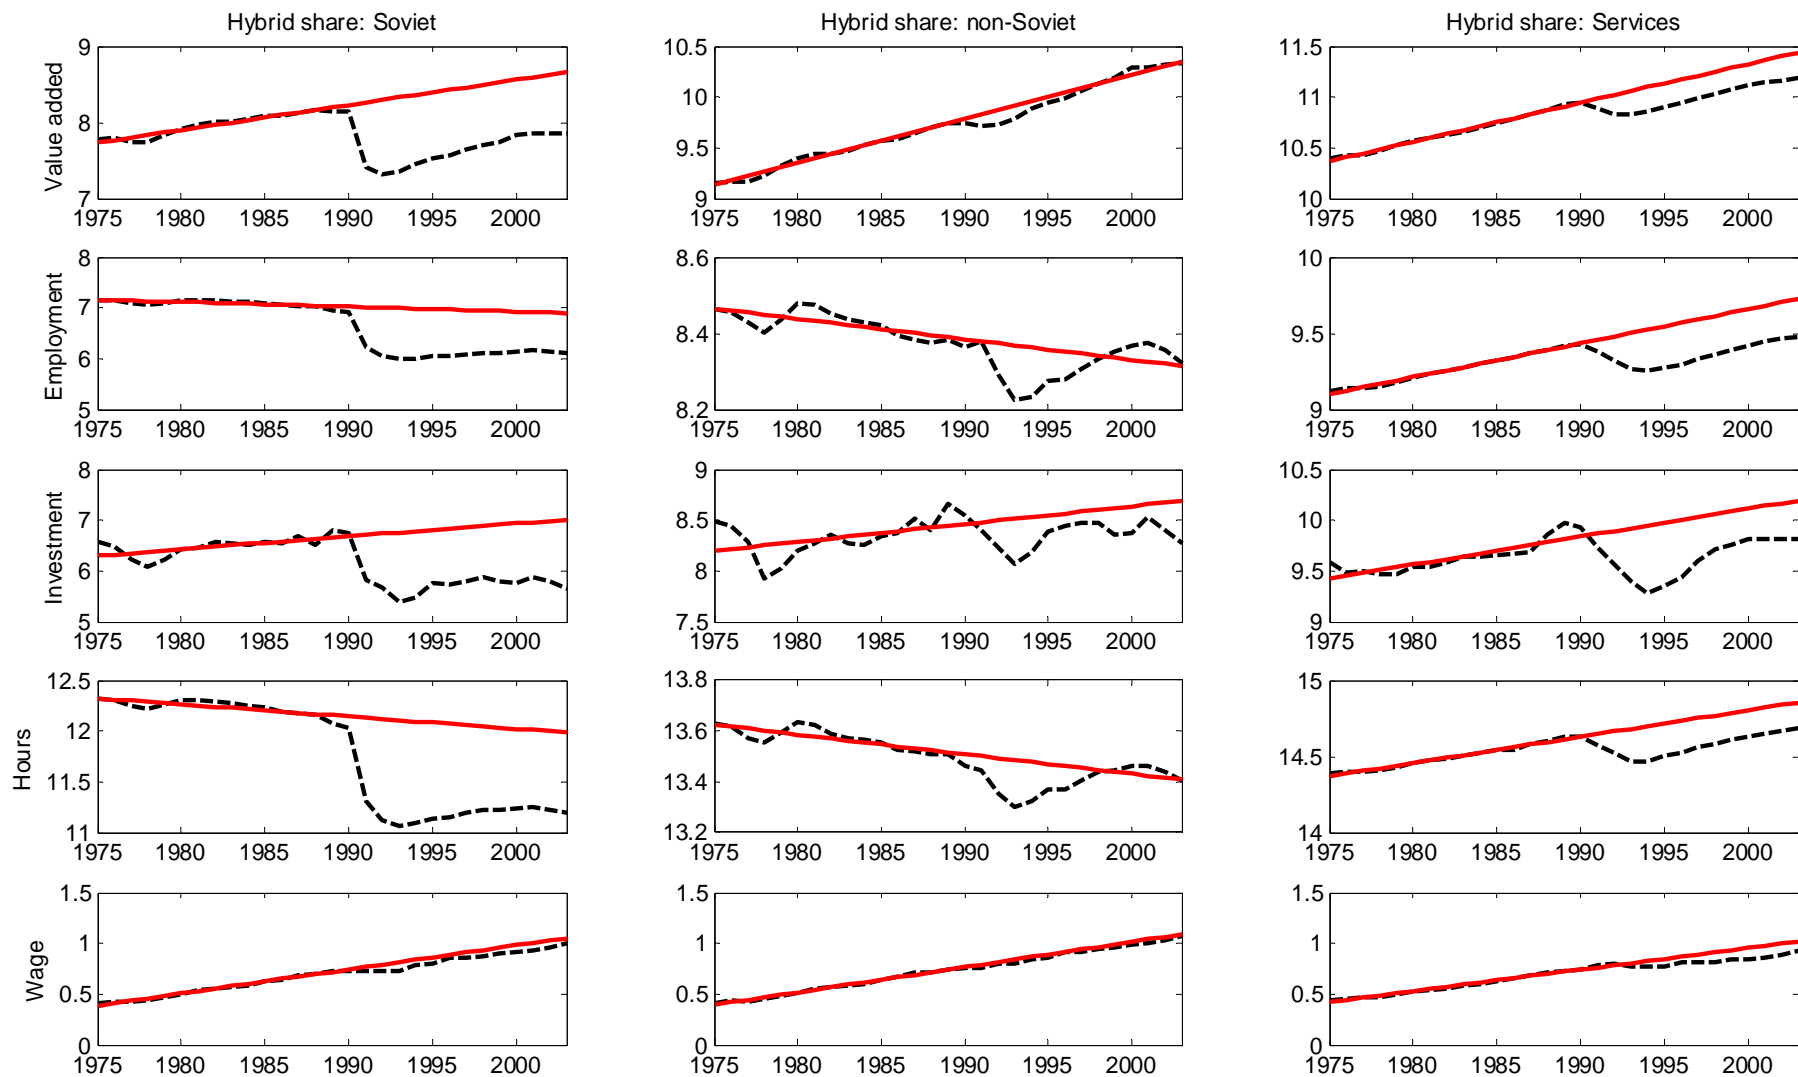 Hybrid share: Soviet
Hybrid share: non-Soviet
Hybrid share: Services
Value added
9
8
7
1975 1980 1985 1990 1995 2000
10.5
10
9.5
9
1975 1980 1985 1990 1995 2000
11.5
11
10.5
10
1975 1980 1985 1990 1995 2000
Employment
8
7
6
5
1975 1980 1985 1990 1995 2000
8.6
8.4
8.2
1975 1980 1985 1990 1995 2000
10
9.5
9
1975 1980 1985 1990 1995 2000
Investment
8
7
6
5
1975 1980 1985 1990 1995 2000
9
8.5
8
7.5
1975 1980 1985 1990 1995 2000
10.5
10
9.5
9
1975 1980 1985 1990 1995 2000
Hours
12.5
12
11.5
11
1975 1980 1985 1990 1995 2000
13.8
13.6
13.4
13.2
1975 1980 1985 1990 1995 2000
15
14.5
14
1975 1980 1985 1990 1995 2000
Wage
1.5
1
0.5
0
1975 1980 1985 1990 1995 2000
1.5
1
0.5
0
1975 1980 1985 1990 1995 2000
1.5
1
0.5
0
1975 1980 1985 1990 1995 2000